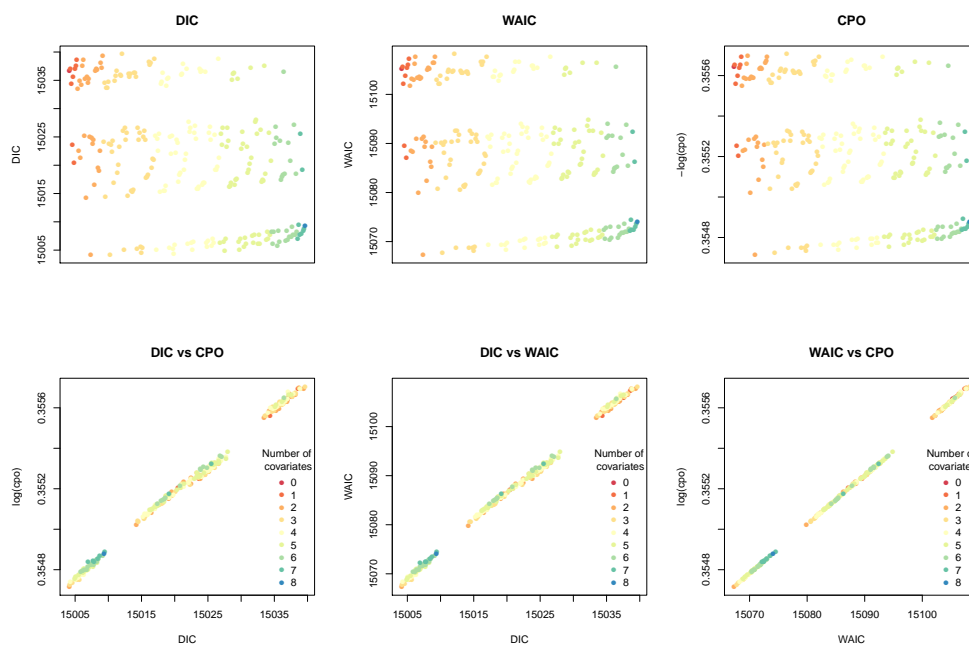 DIC
WAIC
CPO
DIC
15005 15015 15025 15035
WAIC
15070 15080 15090 15100
−log(cpo)
0.3548 0.3552 0.3556
DIC vs CPO
DIC vs WAIC
WAIC vs CPO
log(cpo)
0.3548 0.3552 0.3556
Number of
covariates
0
1
2
3
4
5
6
7
8
15005 15015 15025 15035
DIC
WAIC
15070 15080 15090 15100
Number of
covariates
0
1
2
3
4
5
6
7
8
15005 15015 15025 15035
DIC
log(cpo)
0.3548 0.3552 0.3556
Number of
covariate
0
1
2
3
4
5
6
7
8
15070 15080 15090 15100
WAIC